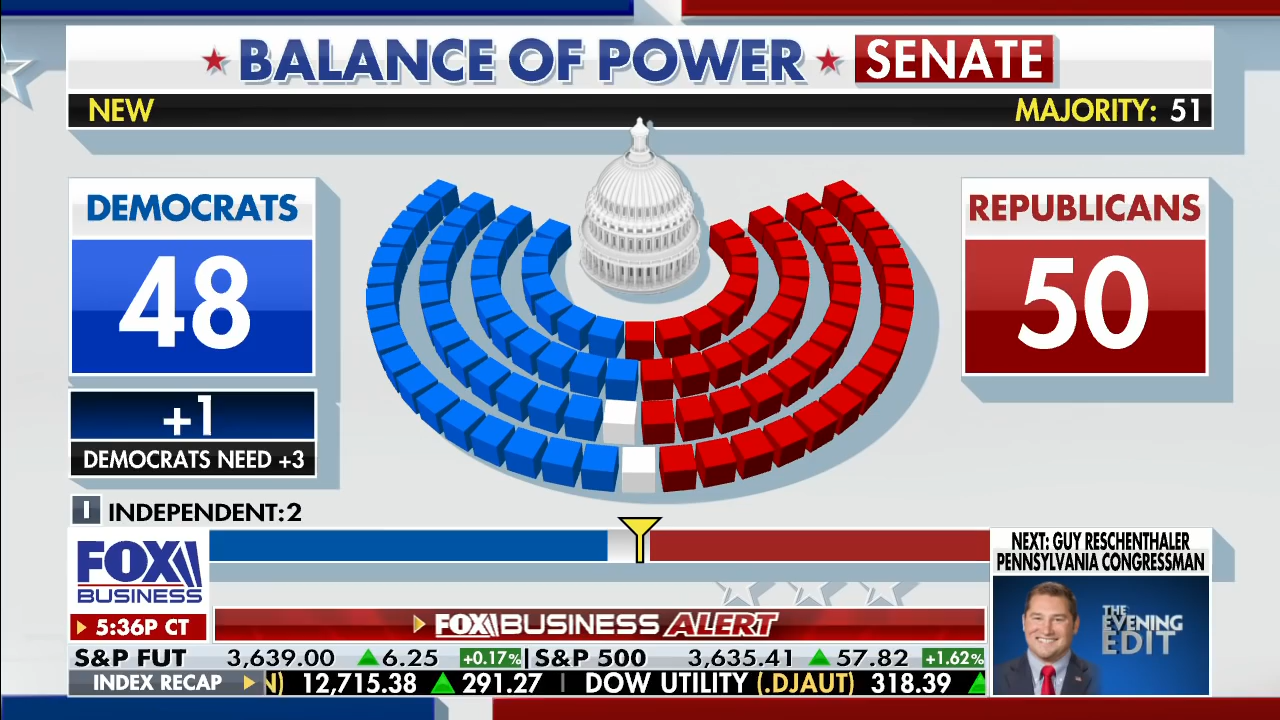 BALANCE OF POWER SENATE
NEW
MAJORITY: 51
DEMOCRATS
48
+1
DEMOCRATS NEED +3
REPUBLICANS
50
I INDEPENDENT:2
FOX
BUSINESS
5:36P CT
NEXT: GUY RESCHENTHALER
PENNSYLVANIA CONGRESSMAN
THE
EVENING
EDIT
FOX BUSINESS ALERT
S&P FUT 3,639.00 6.25 +0.17% S&P 500 3,635.41 57.82 +1.62%
INDEX RECAP N) 12,715.38 291.27 | DOW UTILITY (.DJAUT) 318.39